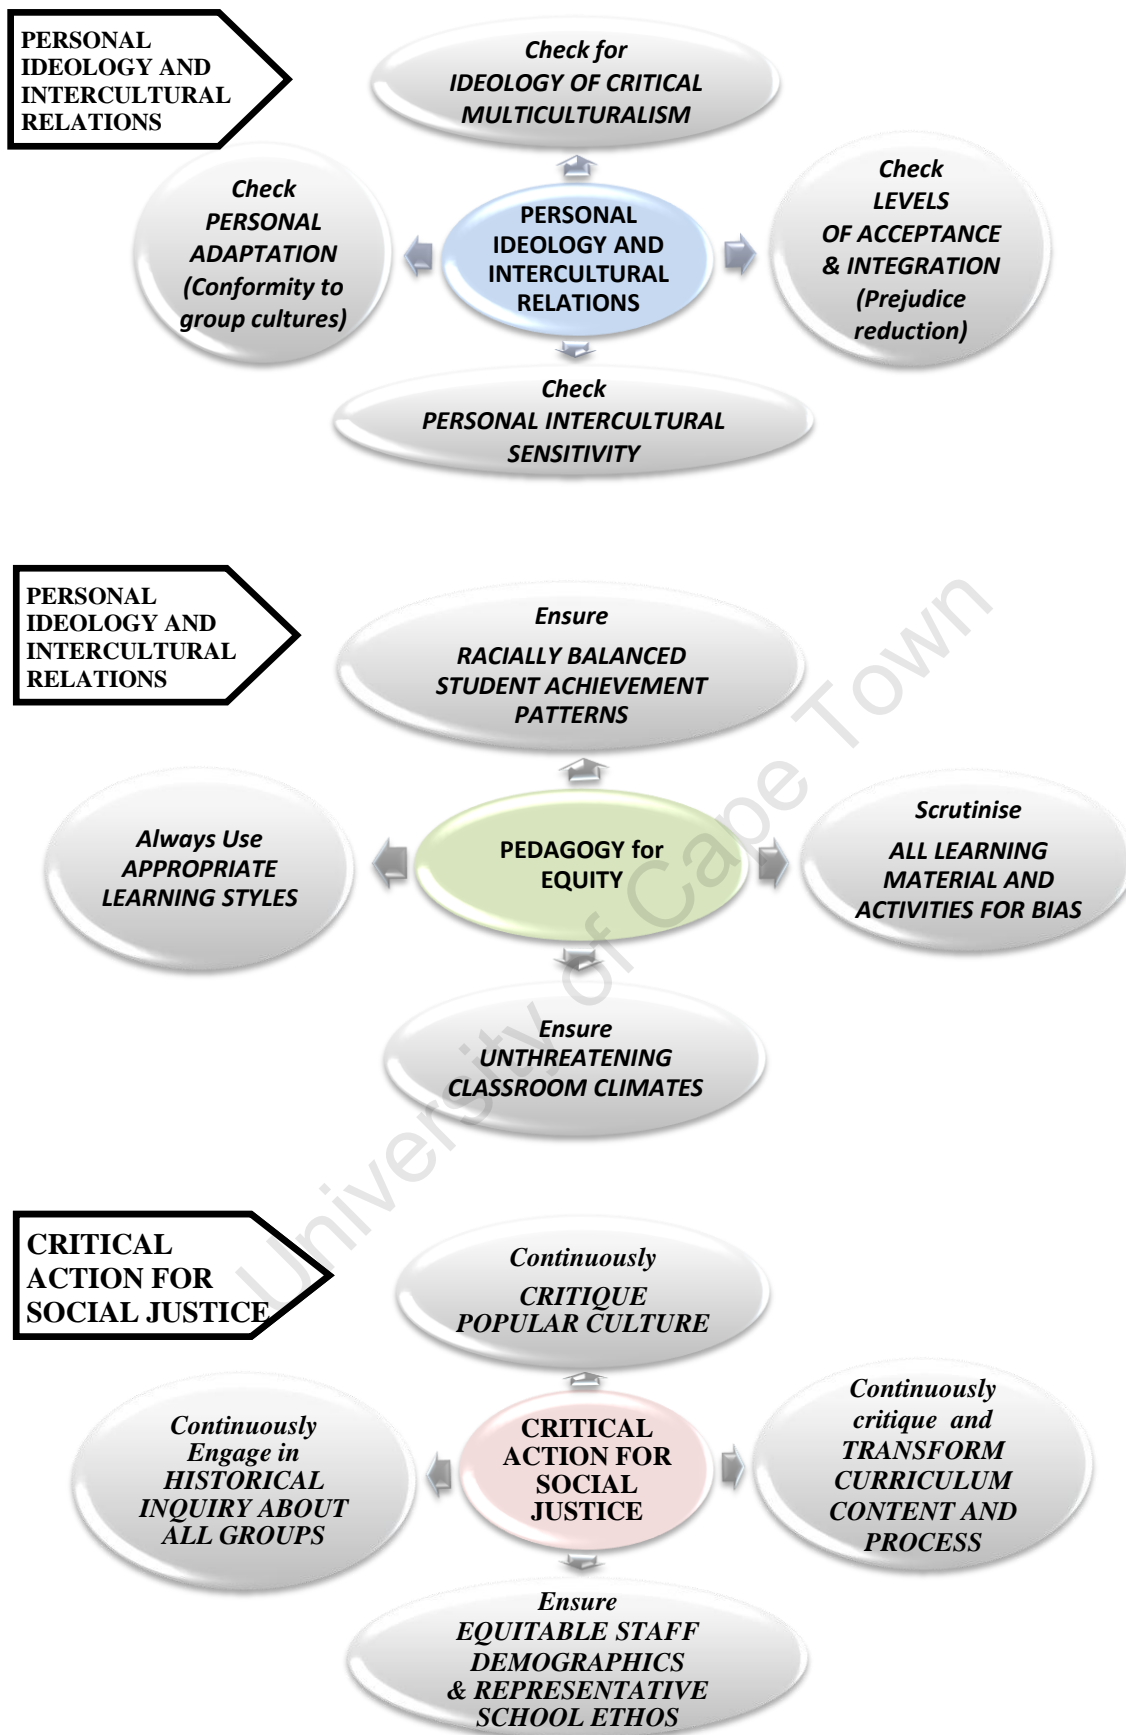 PERSONAL
IDEOLOGY AND
INTERCULTURAL
RELATIONS
Check for
IDEOLOGY OF CRITICAL
MULTICULTURALISM
Check
PERSONAL
ADAPTATION
(Conformity to
group cultures)
PERSONAL
IDEOLOGY AND
INTERCULTURAL
RELATIONS
Check
LEVELS
OF ACCEPTANCE
& INTEGRATION
(Prejudice
reduction)
Check
PERSONAL INTERCULTURAL
SENSITIVITY
PERSONAL
IDEOLOGY AND
INTERCULTURAL
RELATIONS
Ensure
RACIALLY BALANCED
STUDENT ACHIEVEMENT
PATTERNS
Always Use
APPROPRIATE
LEARNING STYLES
PEDAGOGY for
EQUITY
Scrutinise
ALL LEARNING
MATERIAL AND
ACTIVITIES FOR BIAS
Ensure
UNTHREATENING
CLASSROOM CLIMATES
CRITICAL
ACTION FOR
SOCIAL JUSTICE
Continuously
CRITIQUE
POPULAR CULTURE
Continuously
Engage in
HISTORICAL
INQUIRY ABOUT
ALL GROUPS
CRITICAL
ACTION FOR
SOCIAL
JUSTICE
Continuously
critique and
TRANSFORM
CURRICULUM
CONTENT AND
PROCESS
Ensure
EQUITABLE STAFF
DEMOGRAPHICS
& REPRESENTATIVE
SCHOOL ETHOS
University of Cape Town